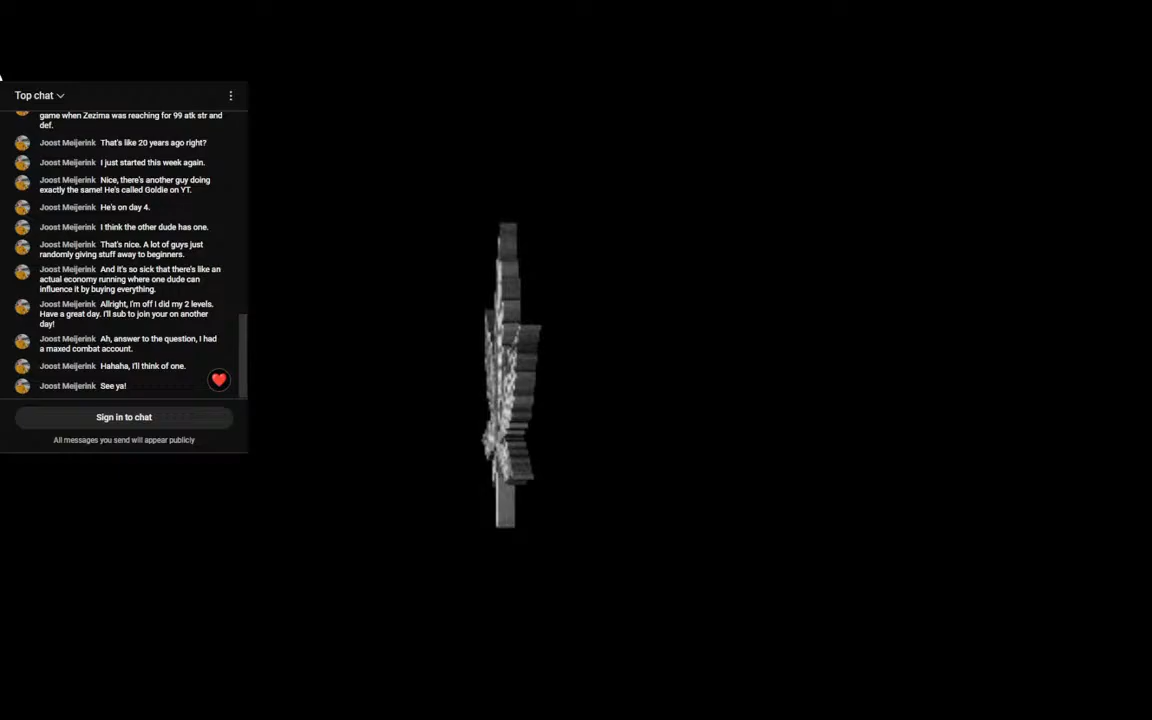 Top chat
game when Zezima was reaching for 99 atk str and
def.
Joost Meijerink That's like 20 years ago right?
Joost Meijerink I just started this week again.
Joost Meijerink Nice, there's another guy doing
exactly the same! He's called Goldie on YT.
Joost Meijerink He's on day 4.
Joost Meijerink I think the other dude has one.
Joost Meijerink That's nice. A lot of guys just
randomly giving stuff away to beginners.
Joost Meijerink And it's so sick that there's like an
actual economy running where one dude can
influence it by buying everything.
Joost Meijerink Allright, I'm off I did my 2 levels.
Have a great day. I'll sub to join your on another
day!
Joost Meijerink Ah, answer to the question, I had
a maxed combat account.
Joost Meijerink Hahaha, I'll think of one.
Joost Meijerink See ya!
Sign in to chat
All messages you send will appear publicly